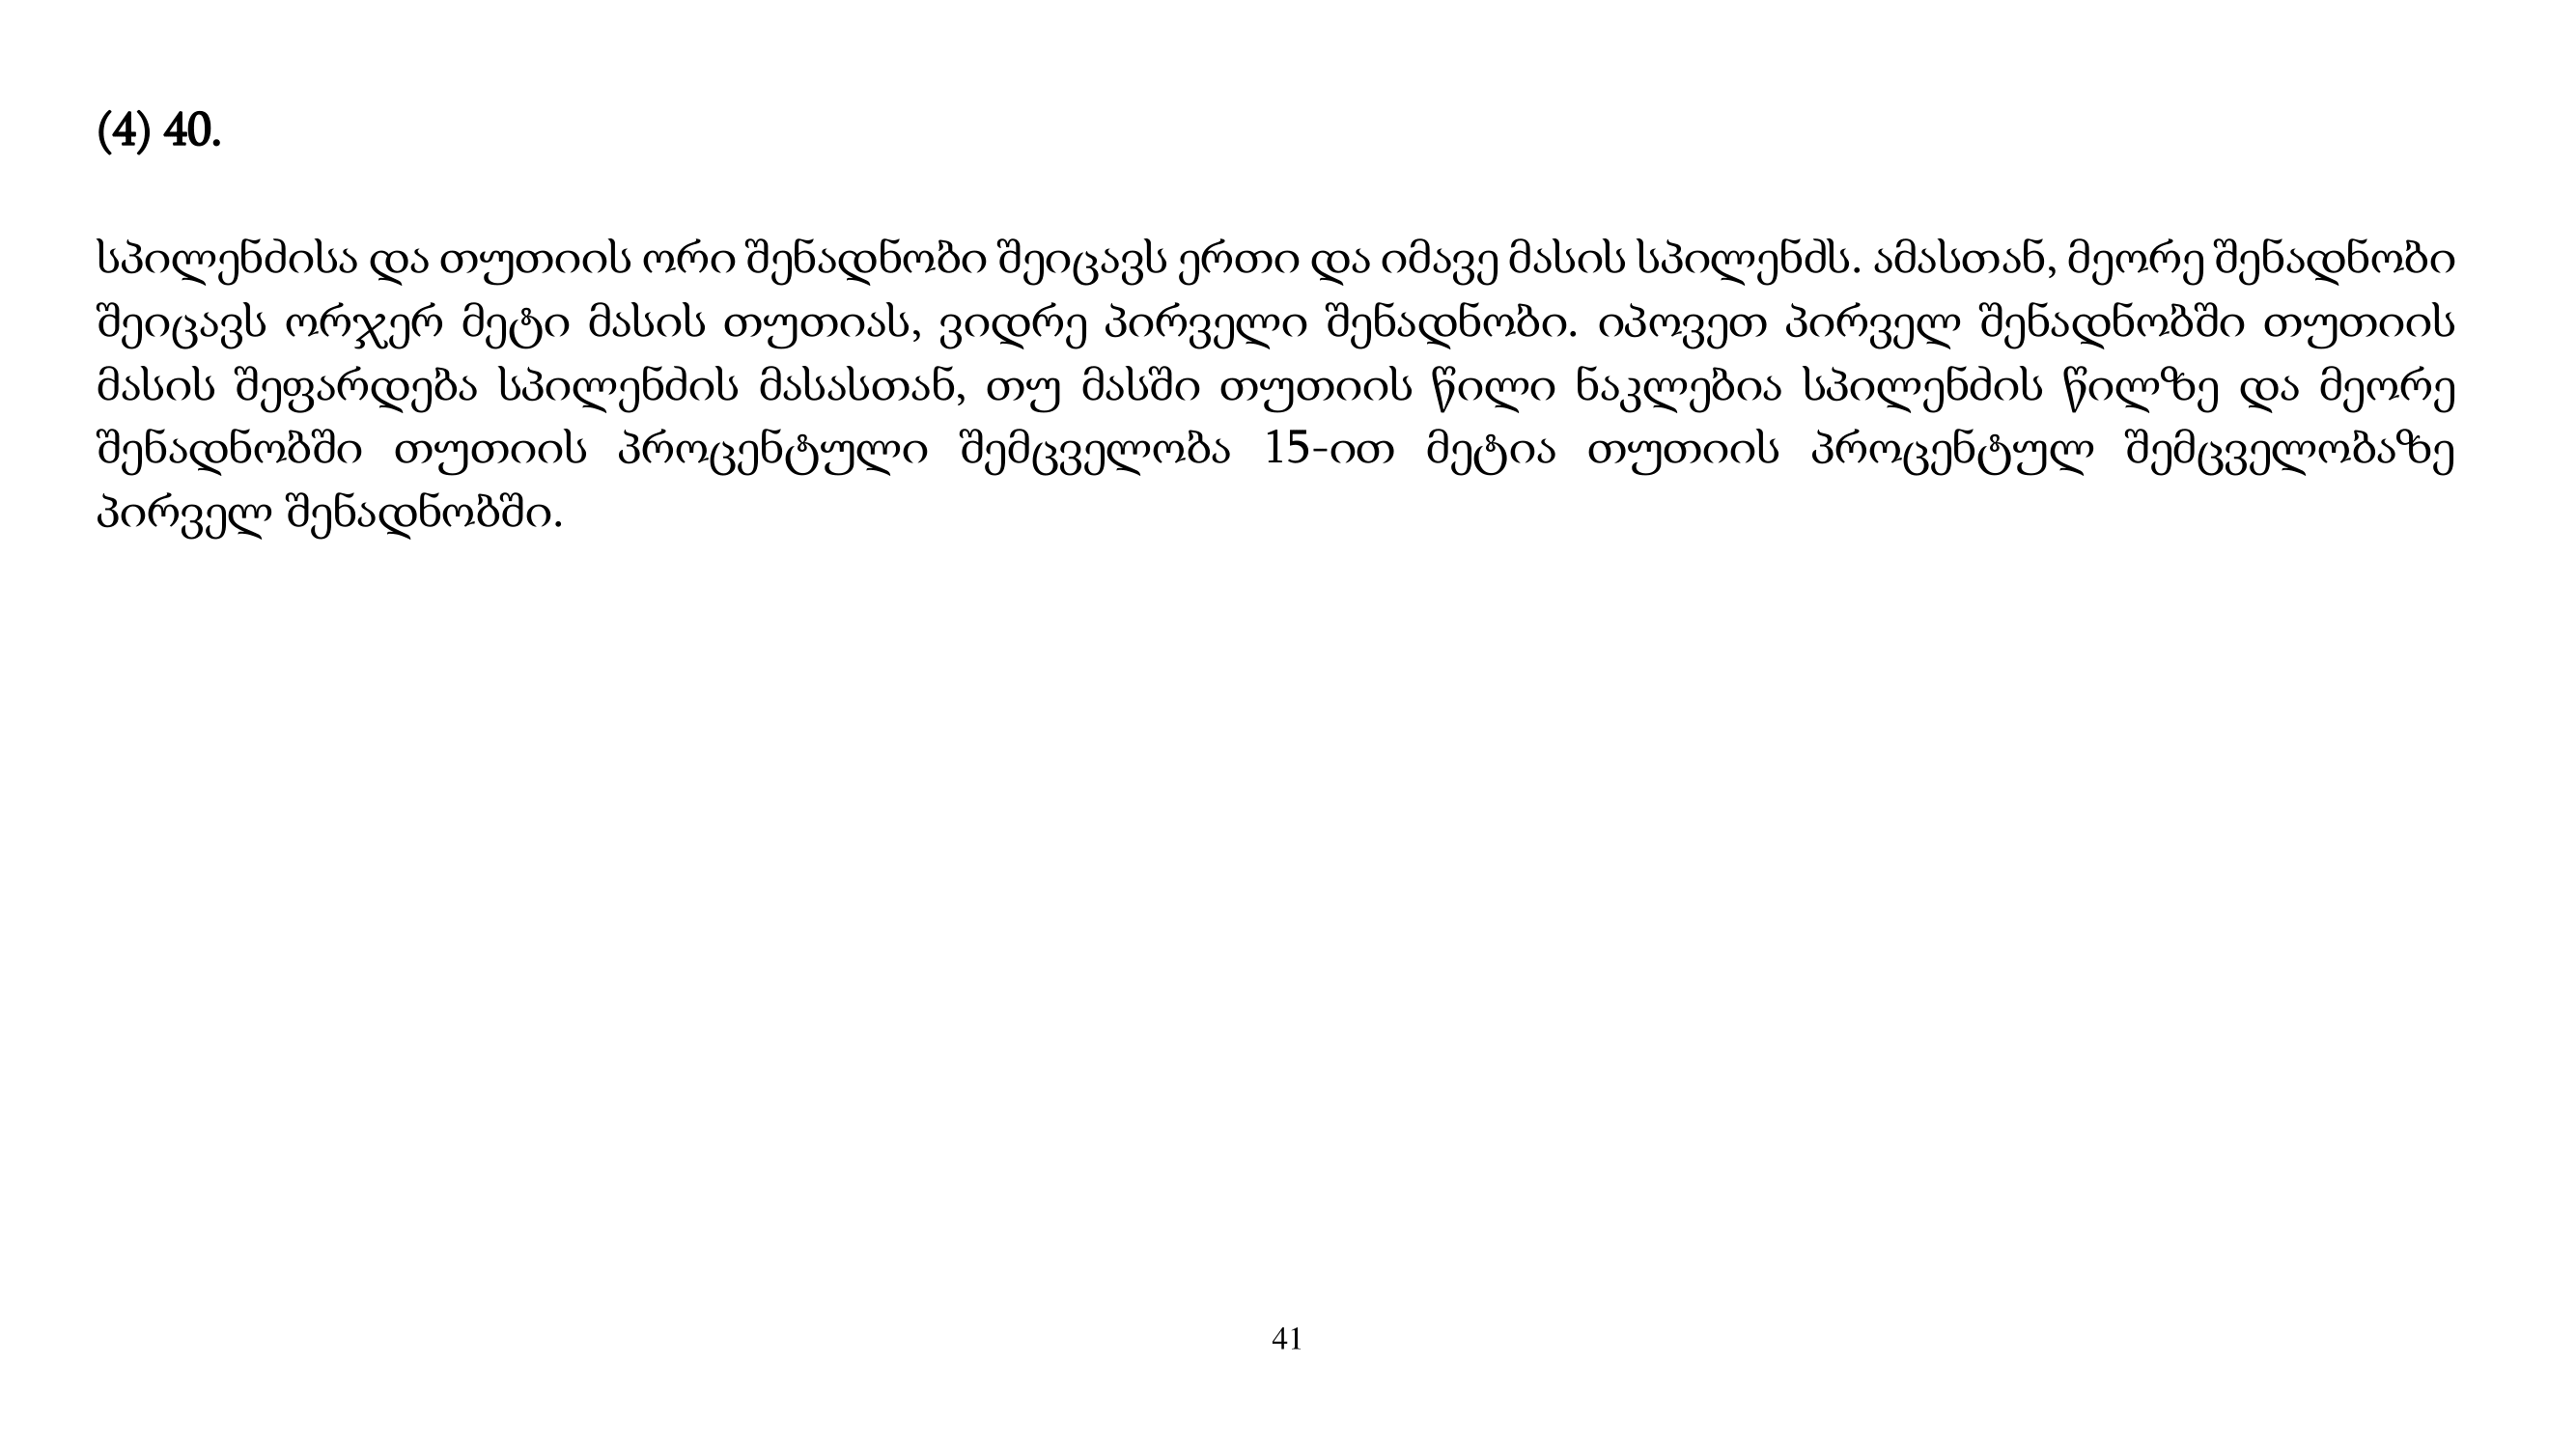 (4) 40.
სპილენძისა და თუთიის ორი შენადნობი შეიცავს ერთი და იმავე მასის სპილენძს. ამასთან, მეორე შენადნობი
შეიცავს ორჯერ მეტი მასის თუთიას, ვიდრე პირველი შენადნობი. იპოვეთ პირველ შენადნობში თუთიის
მასის შეფარდება სპილენძის მასასთან, თუ მასში თუთიის წილი ნაკლებია სპილენძის წილზე და მეორე
შენადნობში თუთიის პროცენტული შემცველობა 15-ით მეტია თუთიის პროცენტულ შემცველობაზე
პირველ შენადნობში.
41